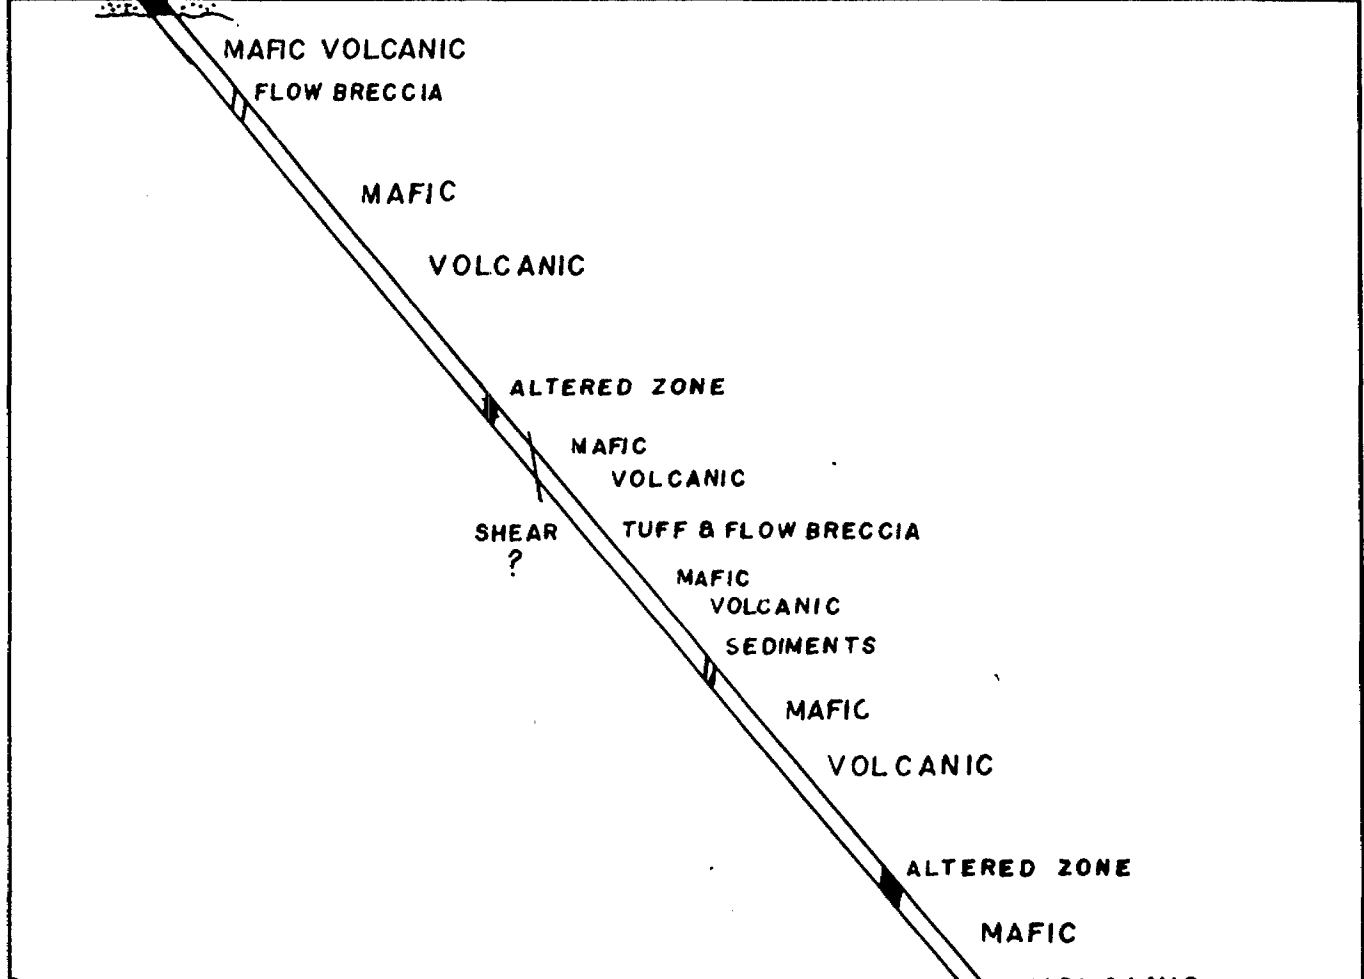 MAFIC VOLCANIC
FLOW BRECCIA
MAFIC
VOLCANIC
ALTERED ZONE
MAFIC
VOLCANIC
SHEAR
?
TUFF & FLOW BRECCIA
MAFIC
VOLCANIC
SEDIMENTS
MAFIC
VOLCANIC
ALTERED ZONE
MAFIC